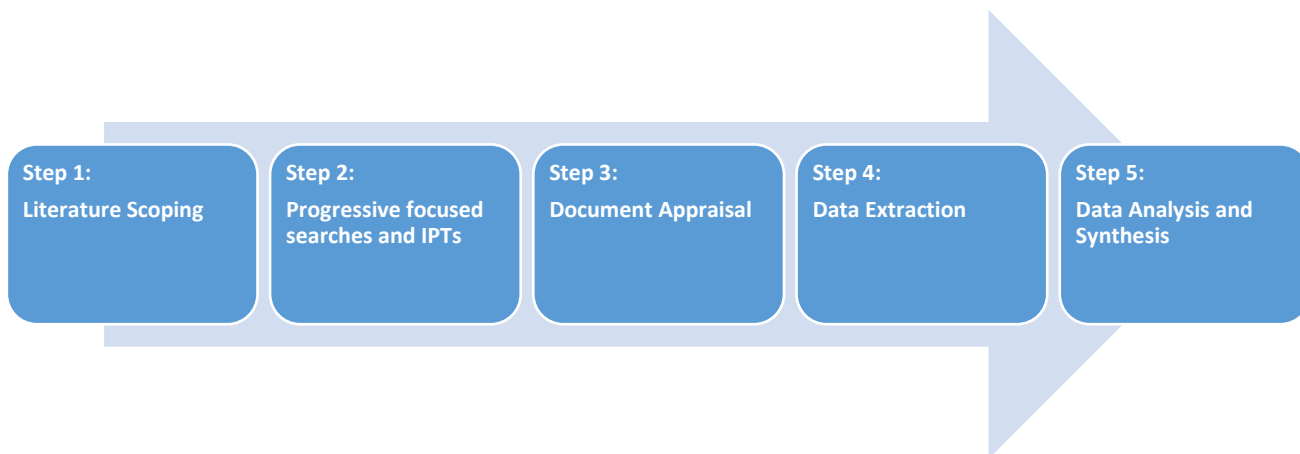 Step 1:
Literature Scoping
Step 2:
Progressive focused
searches and IPTs
Step 3:
Document Appraisal
Step 4:
Data Extraction
Step 5:
Data Analysis and
Synthesis